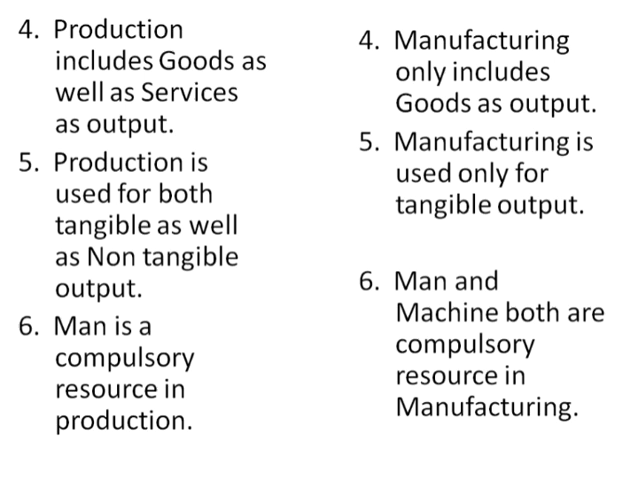 4. Production
includes Goods as
well as Services
as output.
5. Production is
used for both
tangible as well
as Non tangible
output.
6. Man is a
compulsory
resource in
production.
4. Manufacturing
only includes
Goods as output.
5. Manufacturing is
used only for
tangible output.
6. Man and
Machine both are
compulsory
resource in
Manufacturing.